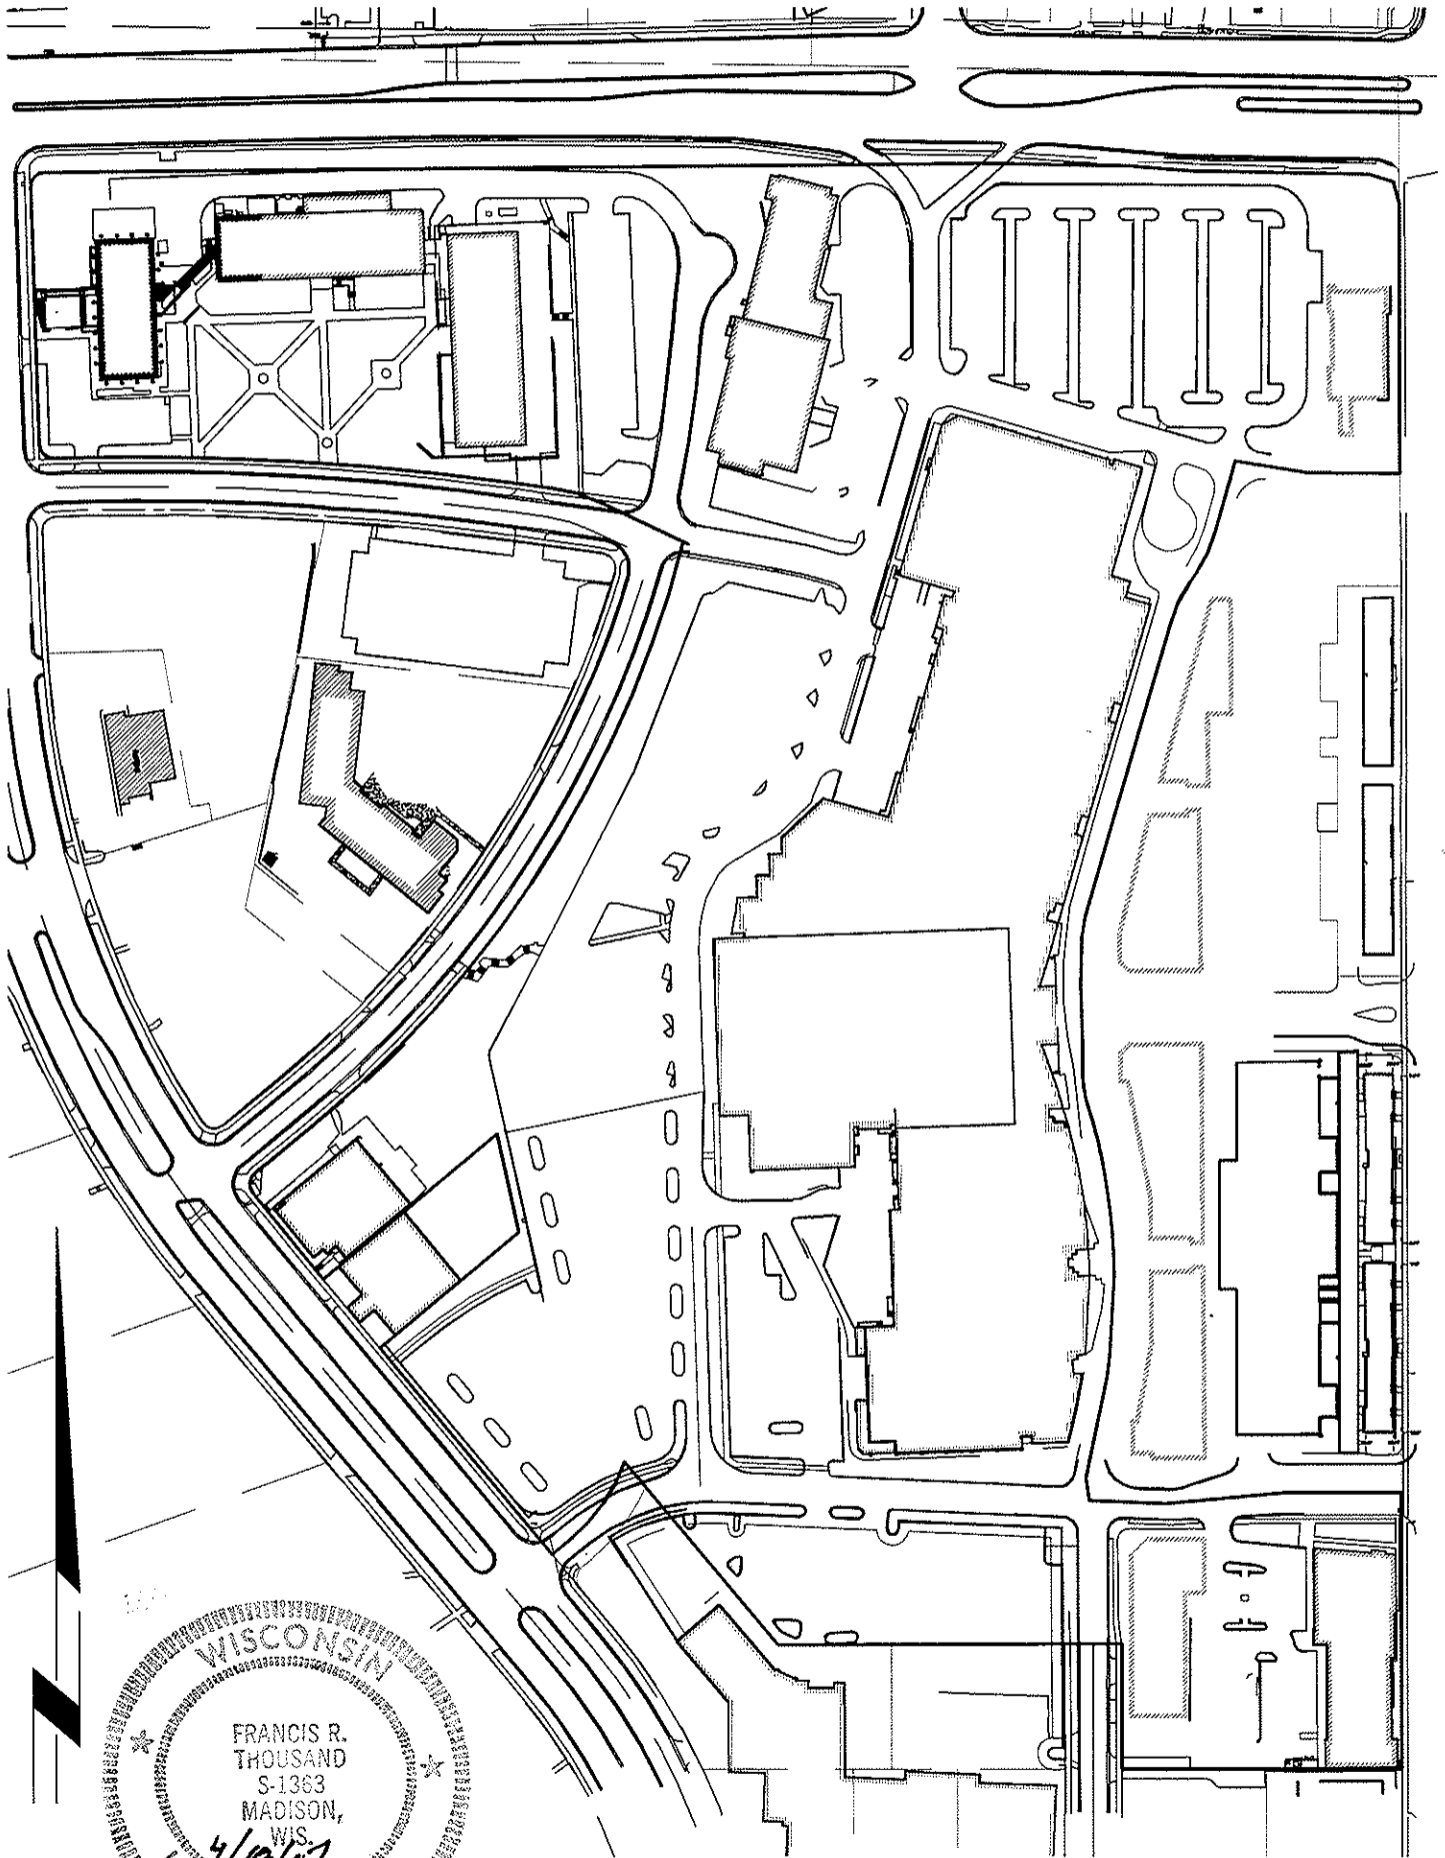 WISCONSIN
FRANCIS R.
THOUSAND
S-1363
MADISON,
WIS.